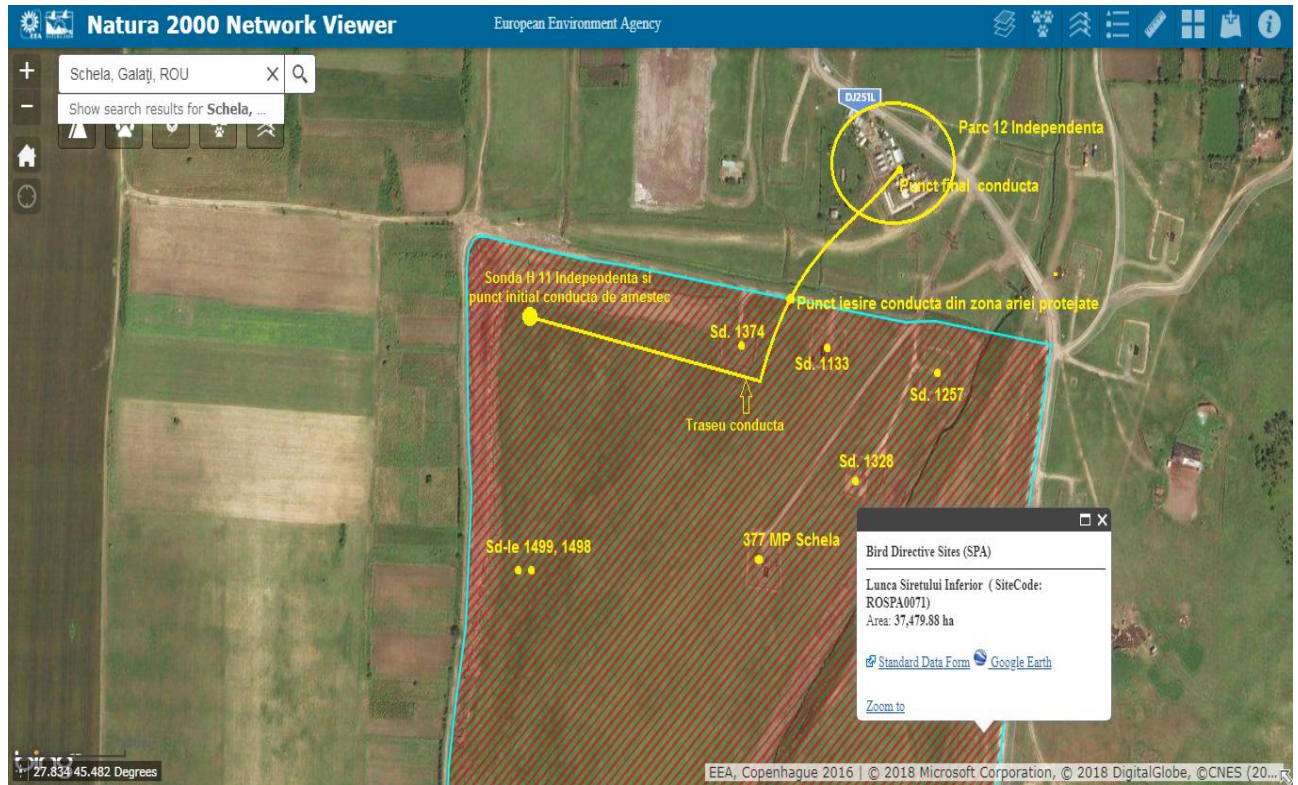 Natura 2000 Network Viewer
European Environment Agency
EEA
Schela, Galaţi, ROU
Show search results for Schela, ...
DJ251L
Parc 12 Independenta
Punct final conducta
Sonda H 11 Independenta si
punct initial conducta de amestec
Punct iesire conducta din zona ariei protejate
Sd. 1374
Sd. 1133
Sd. 1257
Traseu conducta
Sd. 1328
Sd-le 1499, 1498
377 MP Schela
Bird Directive Sites (SPA)
Lunca Siretului Inferior ( SiteCode:
ROSPA0071)
Area: 37,479.88 ha
Standard Data Form Google Earth
Zoom to
bing
27.834 45.482 Degrees
EEA, Copenhague 2016 | © 2018 Microsoft Corporation, © 2018 DigitalGlobe, ©CNES (20...